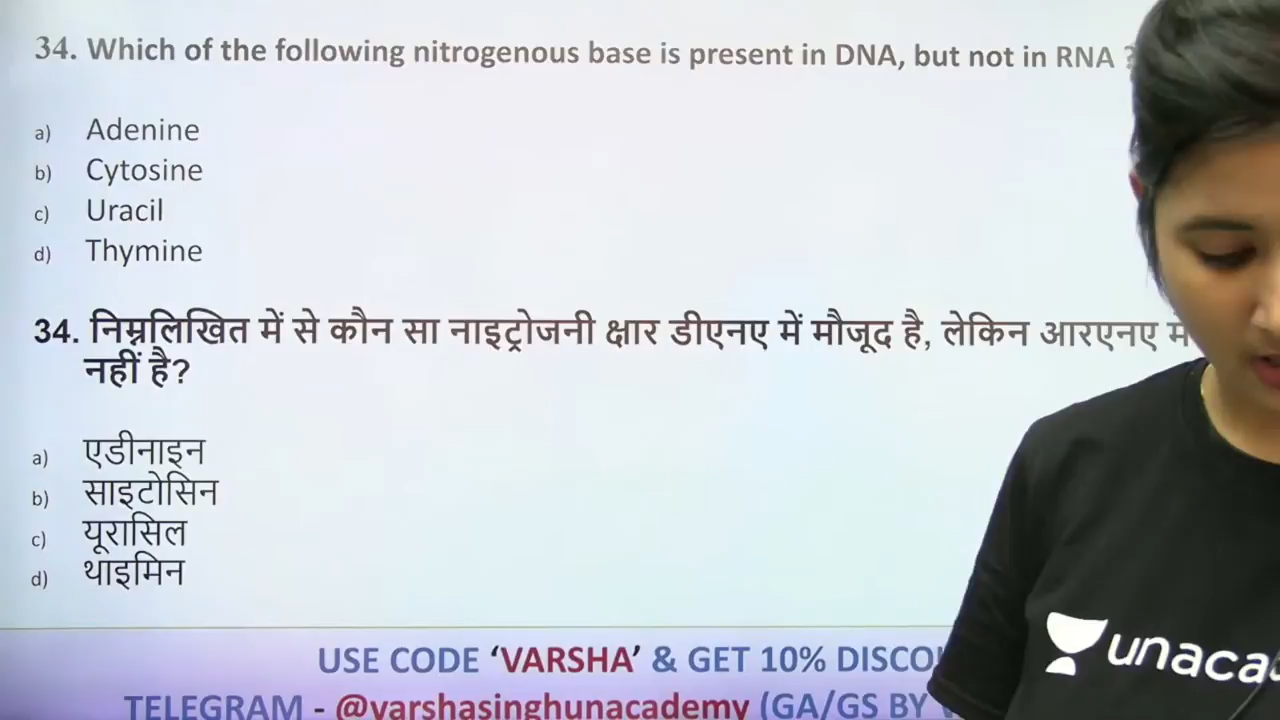 34. Which of the following nitrogenous base is present in DNA, but not in RNA ?
a) Adenine
b) Cytosine
c) Uracil
d) Thymine
34. निम्नलिखित में से कौन सा नाइट्रोजनी क्षार डीएनए में मौजूद है, लेकिन आरएनए
नहीं है?
a) एडीनाइन
b) साइटोसिन
c) यूरासिल
d) थाइमिन
USE CODE ‘VARSHA’ & GET 10%
TELEGRAM - @varshasinghunacademy (GA/GS BY